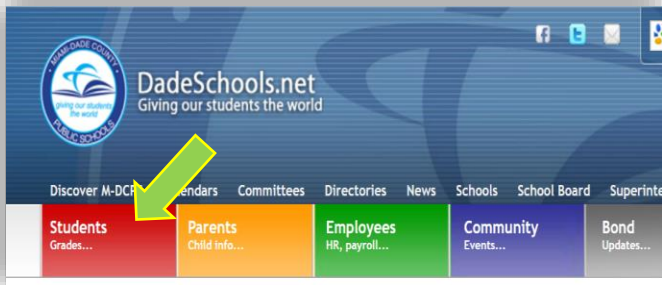 MIAMI-DADE COUNTY
giving our students
the world
PUBLIC SCHOOLS
DadeSchools.net
Giving our students the world
Discover M-DCP endars Committees Directories News Schools School Board Superinte
Students Parents Employees Community Bond
Grades... Child info... HR, payroll... Events... Updates...